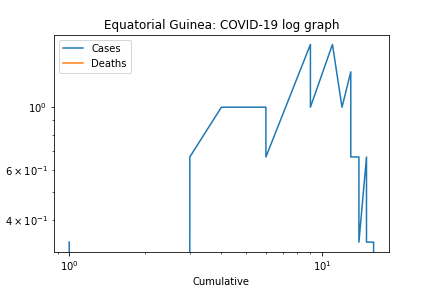 Equatorial Guinea: COVID-19 log graph
Cases
Deaths
10⁰
6 × 10⁻¹
4 × 10⁻¹
10⁰ 10¹
Cumulative